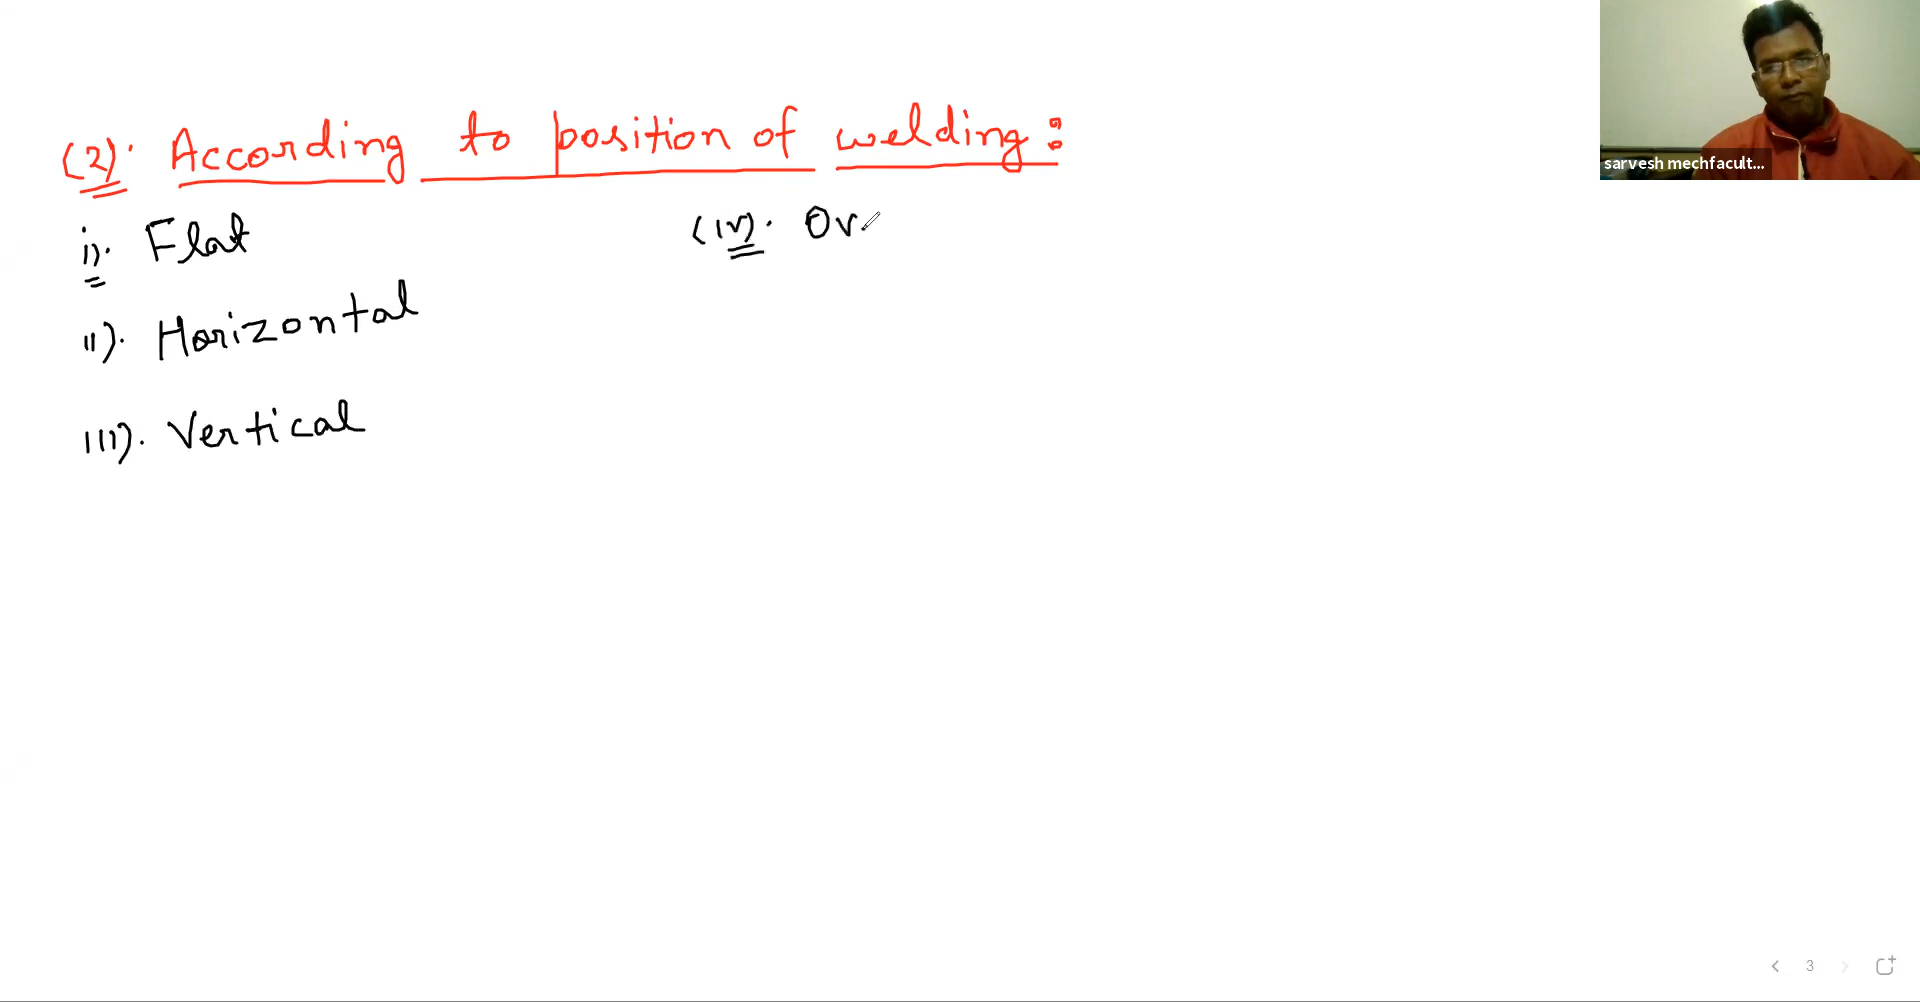 (2). According to position of welding :
i). Flat
(iv). Ov
ii). Horizontal
iii). Vertical
sarvesh mechfacult...
3